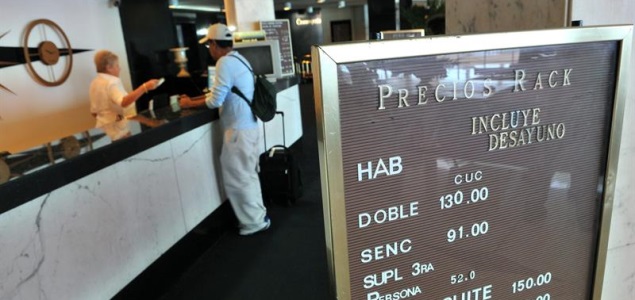 PRECIOS RACK
INCLUYE
DESAYUNO
HAB
CUC
DOBLE 130.00
SENC 91.00
SUPL 3RA
PERSONA 52.0
SUITE 150.00